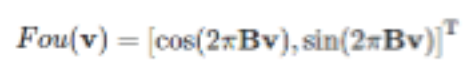 Fou(v) = [cos(2πBv), sin(2πBv)]ᵀ